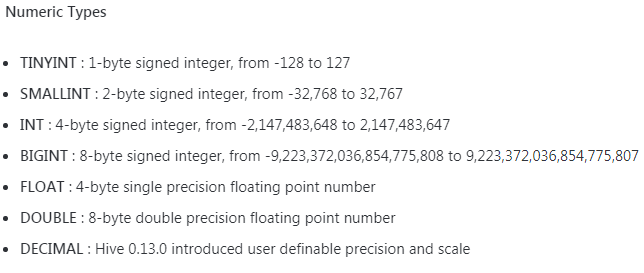 Numeric Types
• TINYINT : 1-byte signed integer, from -128 to 127
• SMALLINT : 2-byte signed integer, from -32,768 to 32,767
• INT : 4-byte signed integer, from -2,147,483,648 to 2,147,483,647
• BIGINT : 8-byte signed integer, from -9,223,372,036,854,775,808 to 9,223,372,036,854,775,807
• FLOAT : 4-byte single precision floating point number
• DOUBLE : 8-byte double precision floating point number
• DECIMAL : Hive 0.13.0 introduced user definable precision and scale